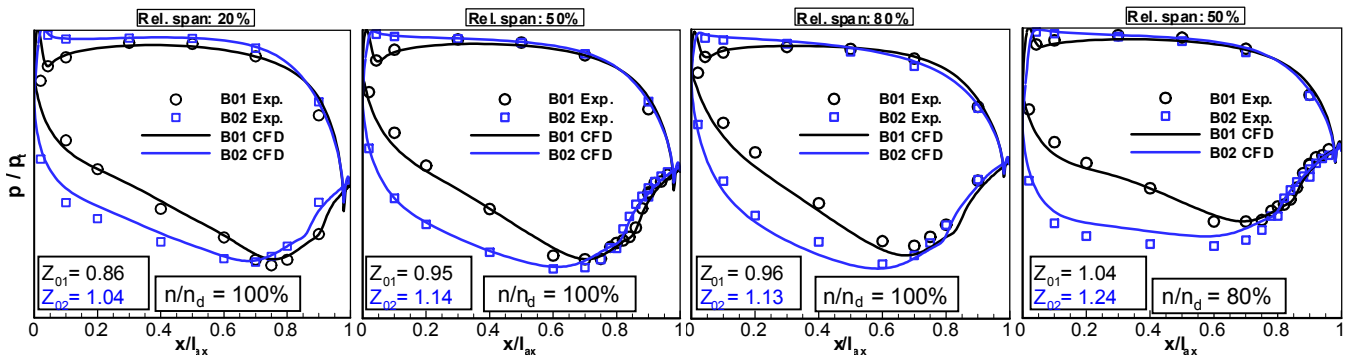 Rel. span: 20%
p / pt
B01 Exp.
B02 Exp.
B01 CFD
B02 CFD
Z01 = 0.86
Z02 = 1.04
n/nd = 100%
0 0.2 0.4 0.6 0.8 1
x/lax
Rel. span: 50%
B01 Exp.
B02 Exp.
B01 CFD
B02 CFD
Z01 = 0.95
Z02 = 1.14
n/nd = 100%
0 0.2 0.4 0.6 0.8 1
x/lax
Rel. span: 80%
B01 Exp.
B02 Exp.
B01 CFD
B02 CFD
Z01 = 0.96
Z02 = 1.13
n/nd = 100%
0 0.2 0.4 0.6 0.8 1
x/lax
Rel. span: 50%
B01 Exp.
B02 Exp.
B01 CFD
B02 CFD
Z01 = 1.04
Z02 = 1.24
n/nd = 80%
0 0.2 0.4 0.6 0.8 1
x/lax